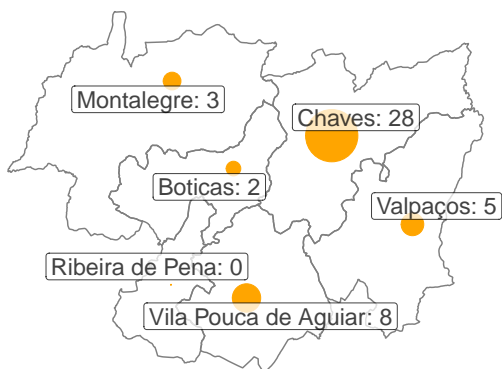 Montalegre: 3
Chaves: 28
Boticas: 2
Valpaços: 5
Ribeira de Pena: 0
Vila Pouca de Aguiar: 8